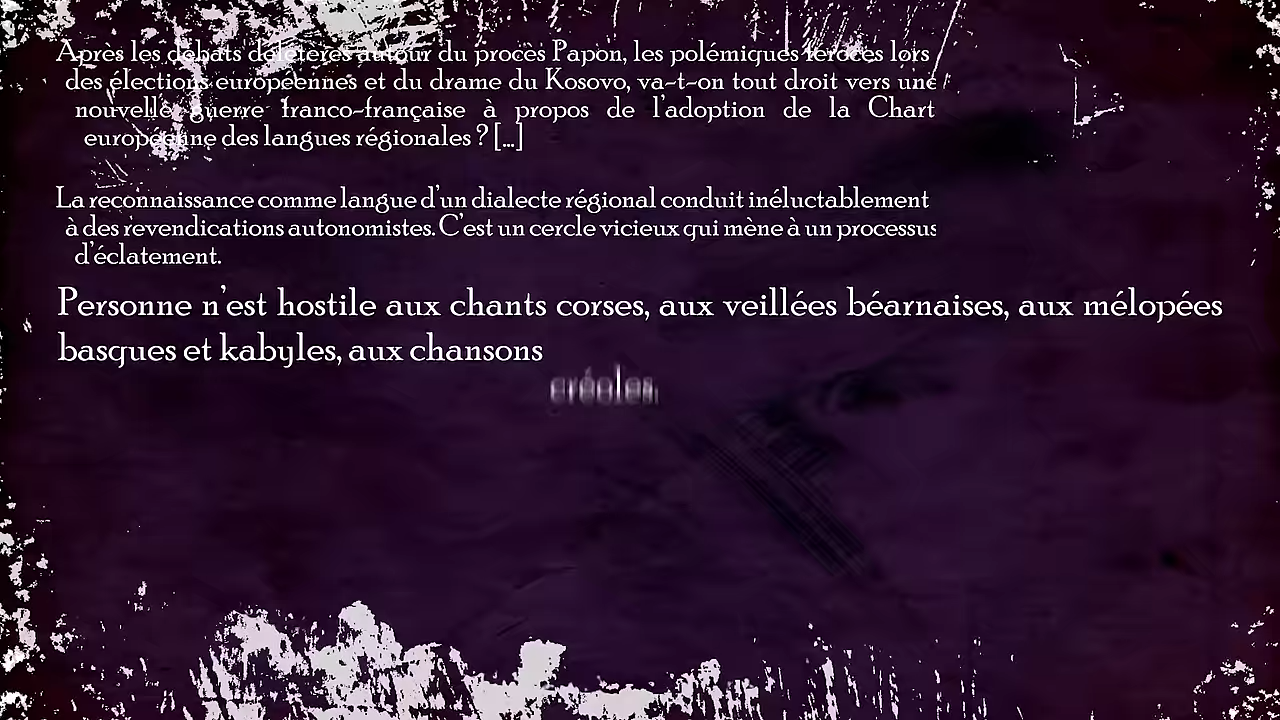 Après les débats délétères autour du procès Papon, les polémiques féroces lors
des élections européennes et du drame du Kosovo, va-t-on tout droit vers une
nouvelle guerre franco-française à propos de l'adoption de la Chart
européenne des langues régionales ? [...]
La reconnaissance comme langue d'un dialecte régional conduit inéluctablement
à des revendications autonomistes. C'est un cercle vicieux qui mène à un processus
d'éclatement.
Personne n'est hostile aux chants corses, aux veillées béarnaises, aux mélopées
basques et kabyles, aux chansons
créoles,